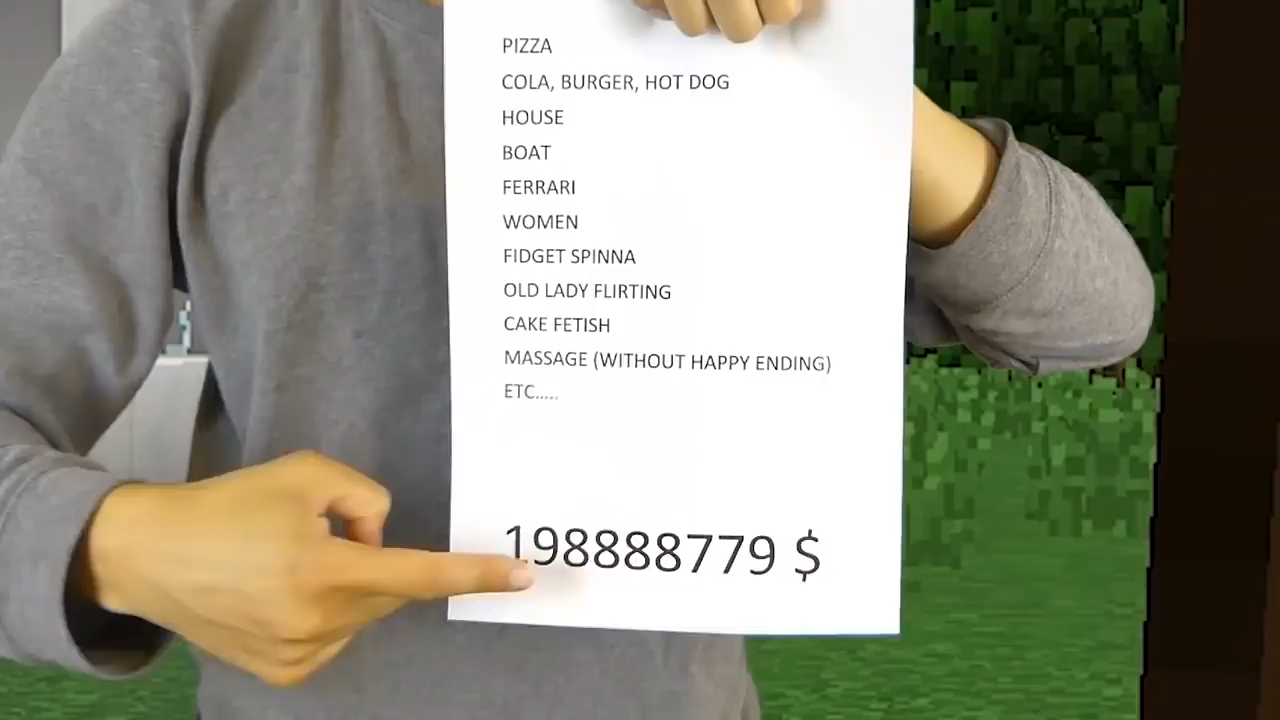 PIZZA
COLA, BURGER, HOT DOG
HOUSE
BOAT
FERRARI
WOMEN
FIDGET SPINNA
OLD LADY FLIRTING
CAKE FETISH
MASSAGE (WITHOUT HAPPY ENDING)
ETC.....
198888779 $